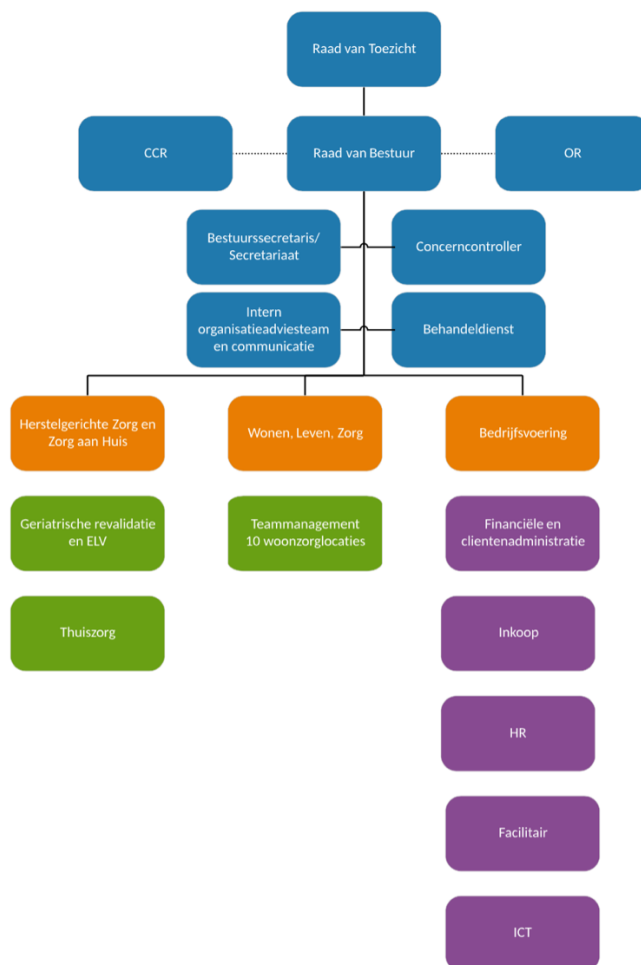 Raad van Toezicht
CCR
Raad van Bestuur
OR
Bestuurssecretaris/
Secretariaat
Concerncontroller
Intern
organisatieadviesteam
en communicatie
Behandeldienst
Herstelgerichte Zorg en
Zorg aan Huis
Wonen, Leven, Zorg
Bedrijfsvoering
Geriatrische revalidatie
en ELV
Teammanagement
10 woonzorglocaties
Financiële en
clientenadministratie
Thuiszorg
Inkoop
HR
Facilitair
ICT